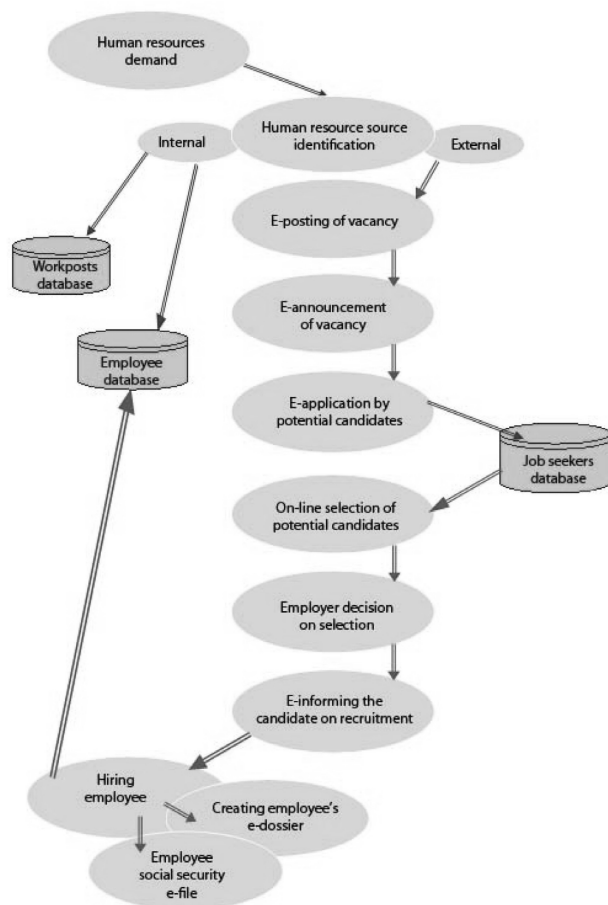 Human resources
demand
Human resource source
identification
Internal
External
E-posting of vacancy
Workposts
database
E-announcement
of vacancy
Employee
database
E-application by
potential candidates
Job seekers
database
On-line selection of
potential candidates
Employer decision
on selection
E-informing the
candidate on recruitment
Hiring
employee
Creating employee's
e-dossier
Employee
social security
e-file